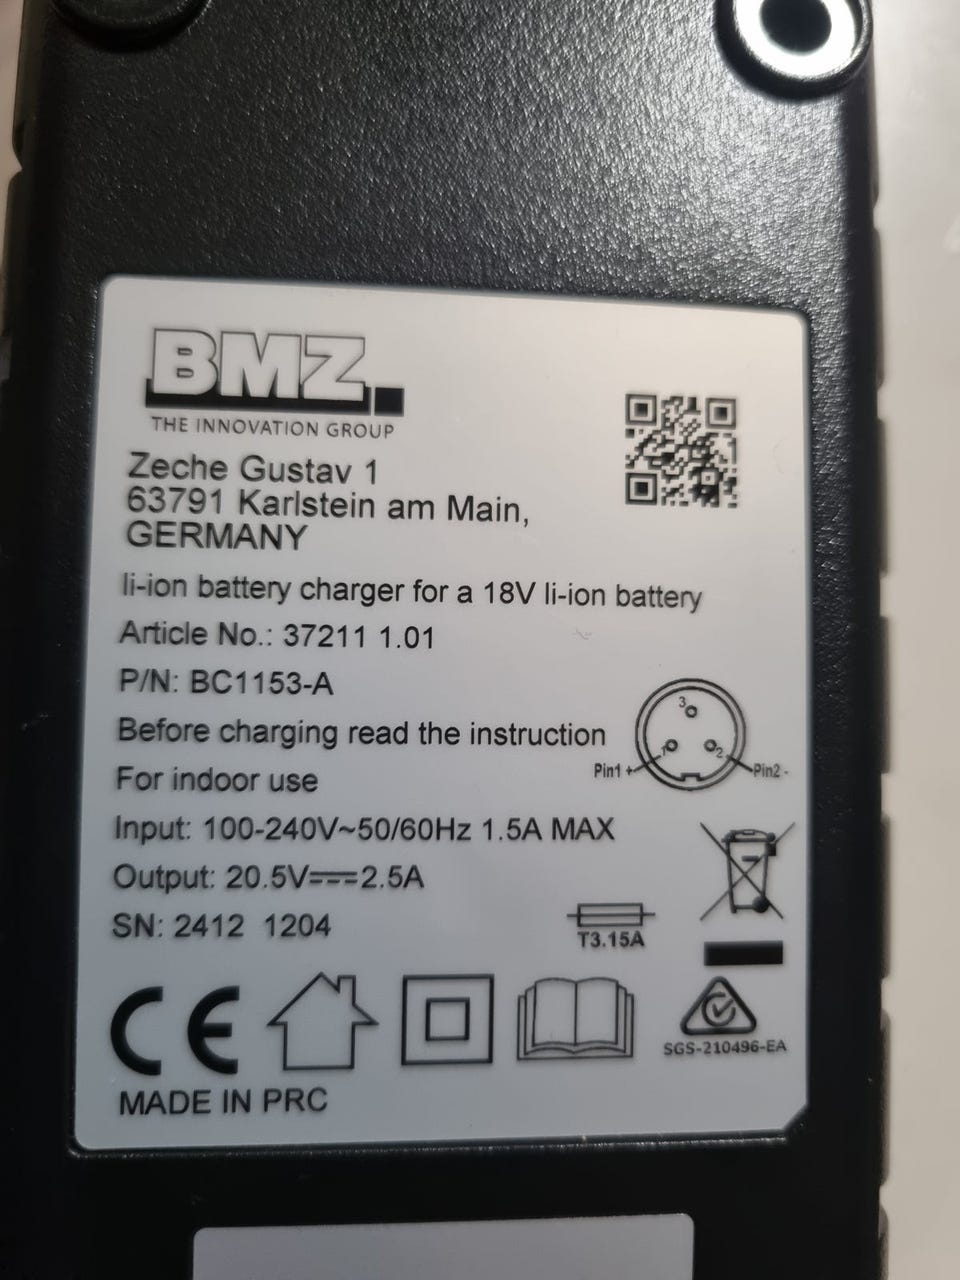 BMZ
THE INNOVATION GROUP
Zeche Gustav 1
63791 Karlstein am Main,
GERMANY
li-ion battery charger for a 18V li-ion battery
Article No.: 37211 1.01
P/N: BC1153-A
Before charging read the instruction
For indoor use
3
1
2
Pin1 +
Pin2 -
Input: 100-240V~50/60Hz 1.5A MAX
Output: 20.5V⎓2.5A
SN: 2412 1204
T3.15A
CE
SGS-210496-EA
MADE IN PRC